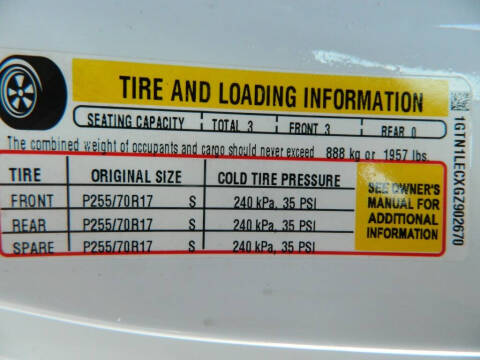 TIRE AND LOADING INFORMATION
SEATING CAPACITY TOTAL 3 FRONT 3 REAR 0
The combined weight of occupants and cargo should never exceed 888 kg or 1957 lbs.
TIRE ORIGINAL SIZE COLD TIRE PRESSURE
FRONT P255/70R17 S 240 kPa, 35 PSI
REAR P255/70R17 S 240 kPa, 35 PSI
SPARE P255/70R17 S 240 kPa, 35 PSI
SEE OWNER'S
MANUAL FOR
ADDITIONAL
INFORMATION
1GTN1LECXGZ902670